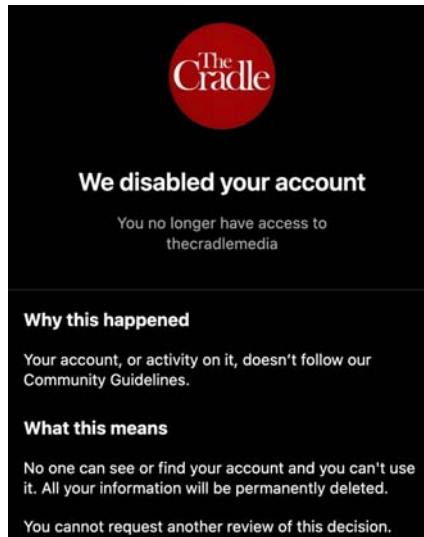 The
Cradle
We disabled your account
You no longer have access to
thecradlemedia
Why this happened
Your account, or activity on it, doesn’t follow our
Community Guidelines.
What this means
No one can see or find your account and you can't use
it. All your information will be permanently deleted.
You cannot request another review of this decision.